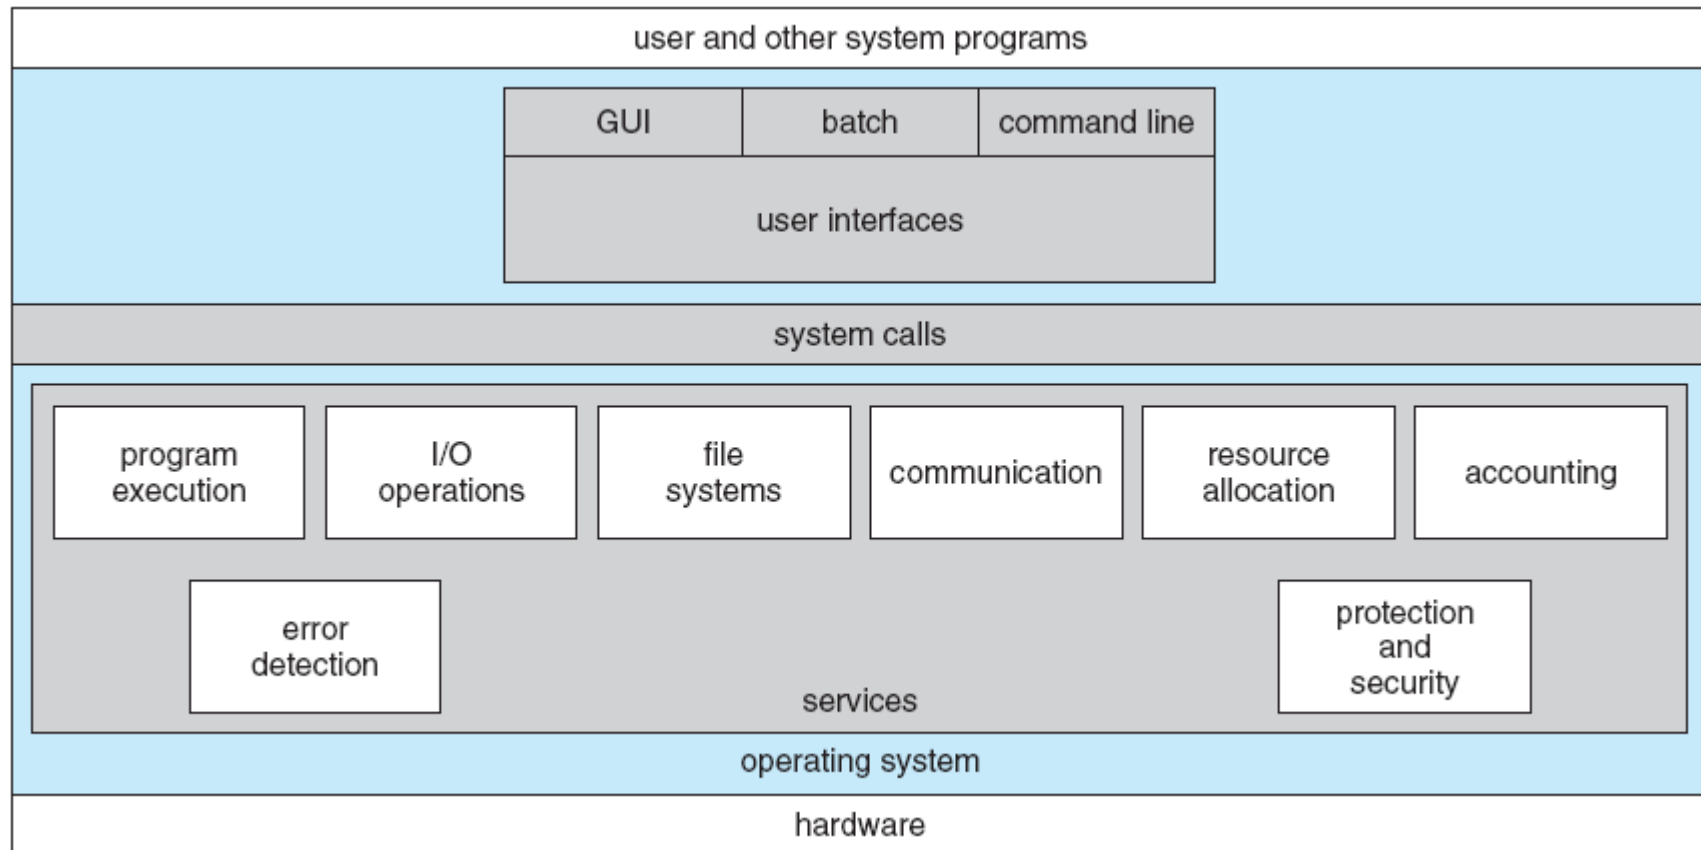 user and other system programs
GUI
batch
command line
user interfaces
system calls
program
execution
I/O
operations
file
systems
communication
resource
allocation
accounting
error
detection
protection
and
security
services
operating system
hardware